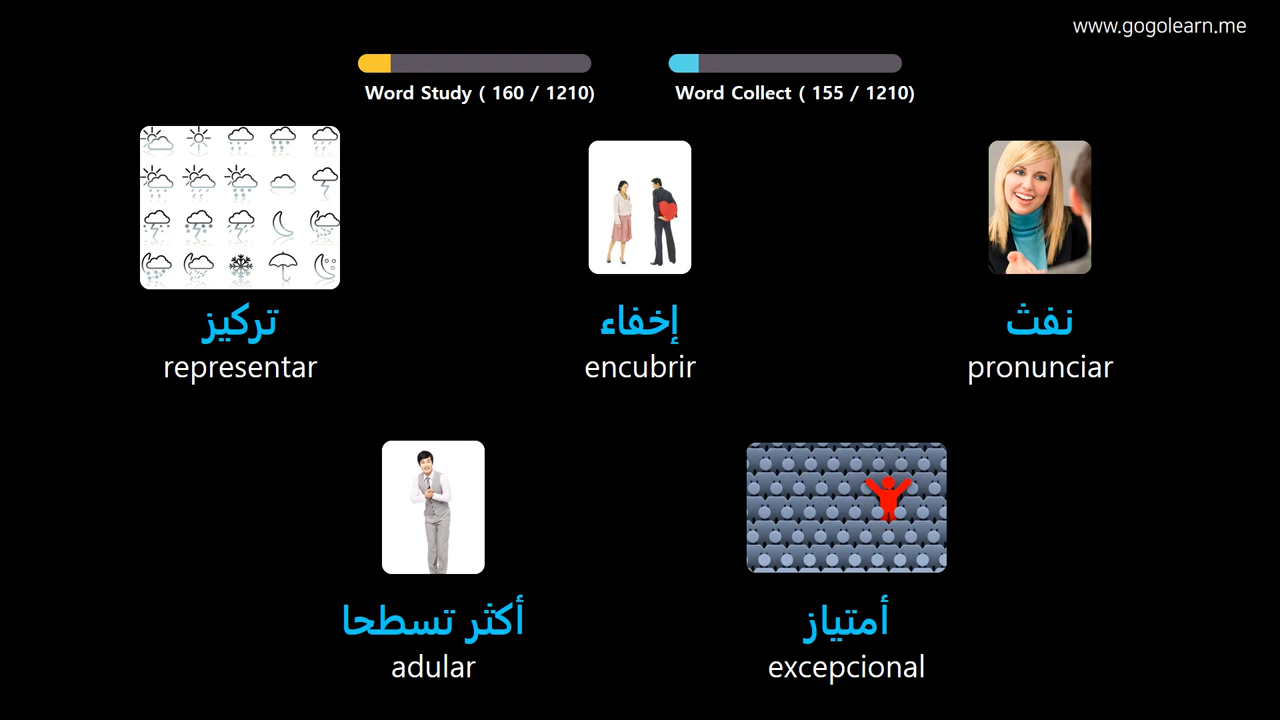 www.gogolearn.me
Word Study ( 160 / 1210)
Word Collect ( 155 / 1210)
تركيز
representar
إخفاء
encubrir
نفث
pronunciar
أكثر تسطحا
adular
أمتياز
excepcional